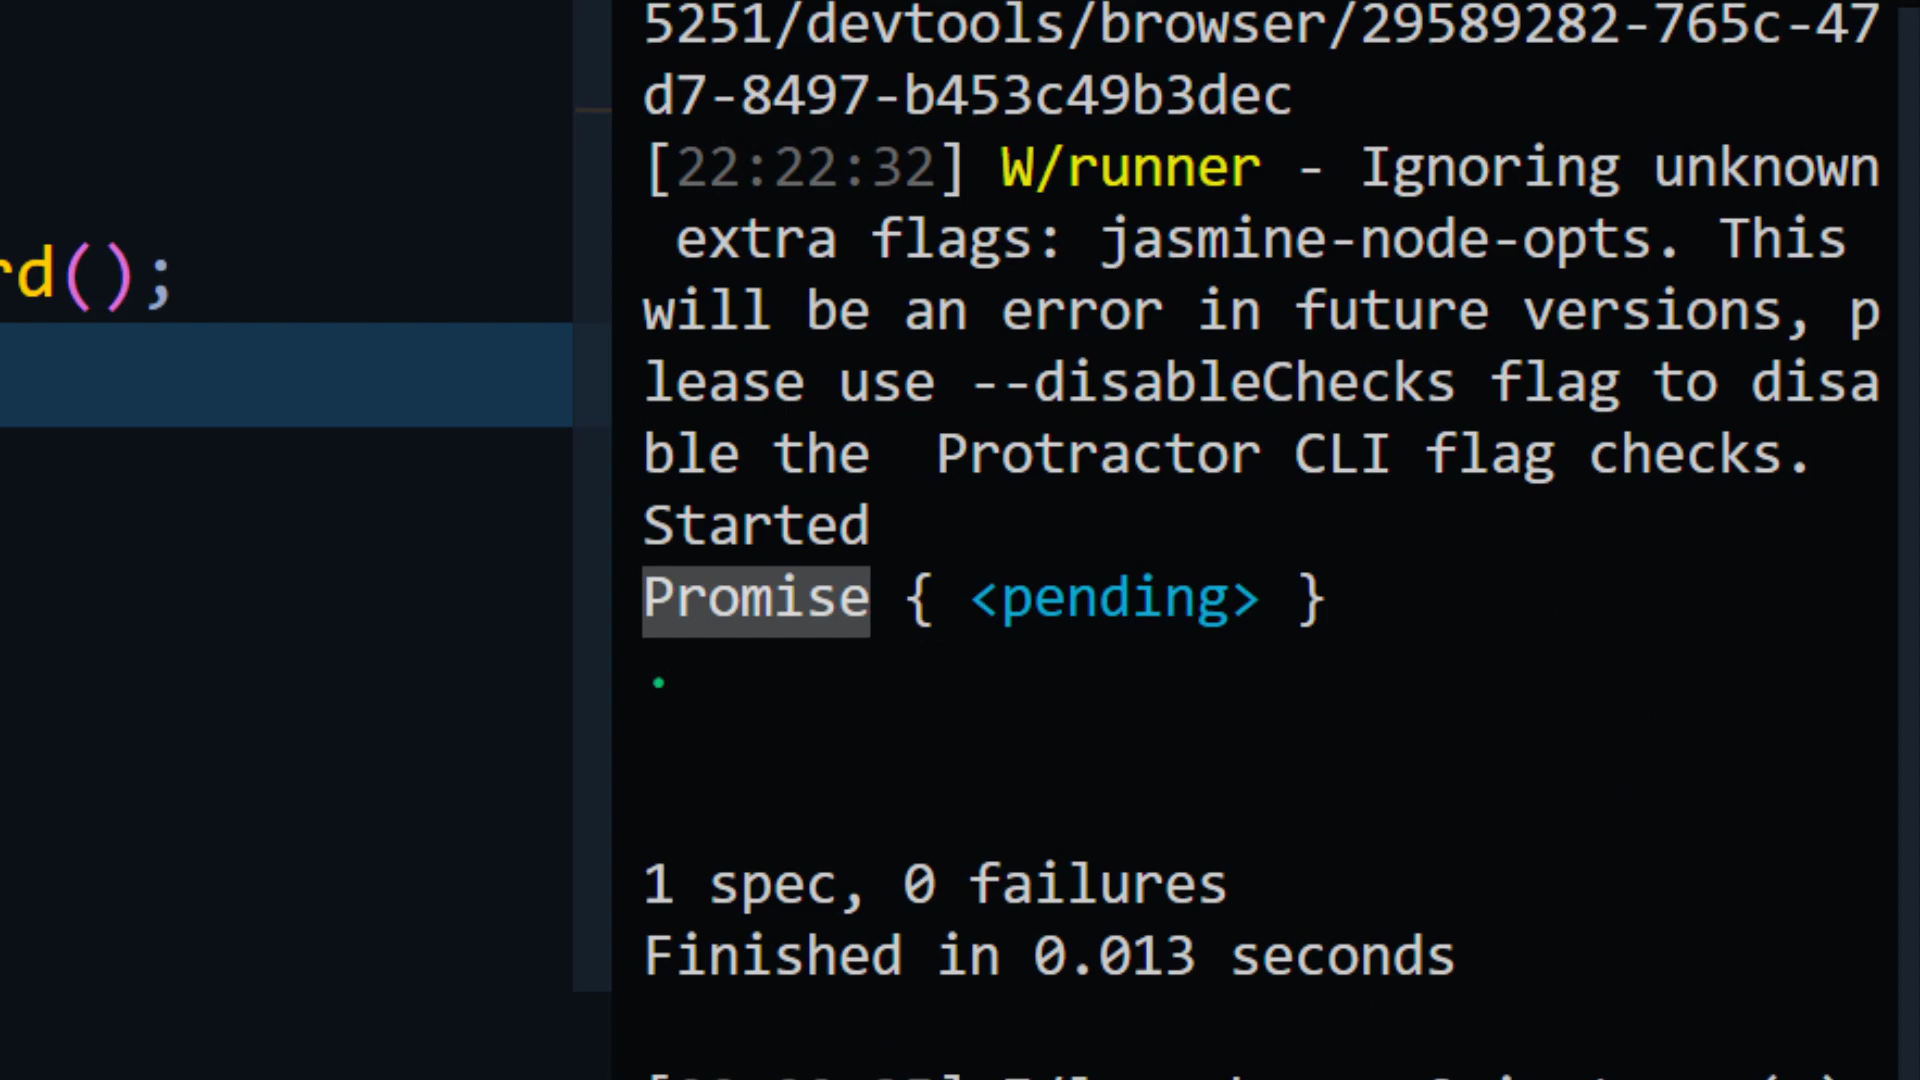 5251/devtools/browser/29589282-765c-47
d7-8497-b453c49b3dec
[22:22:32] W/runner - Ignoring unknown
 extra flags: jasmine-node-opts. This
will be an error in future versions, p
lease use --disableChecks flag to disa
ble the  Protractor CLI flag checks.
rd();
Started
Promise { <pending> }
.
1 spec, 0 failures
Finished in 0.013 seconds